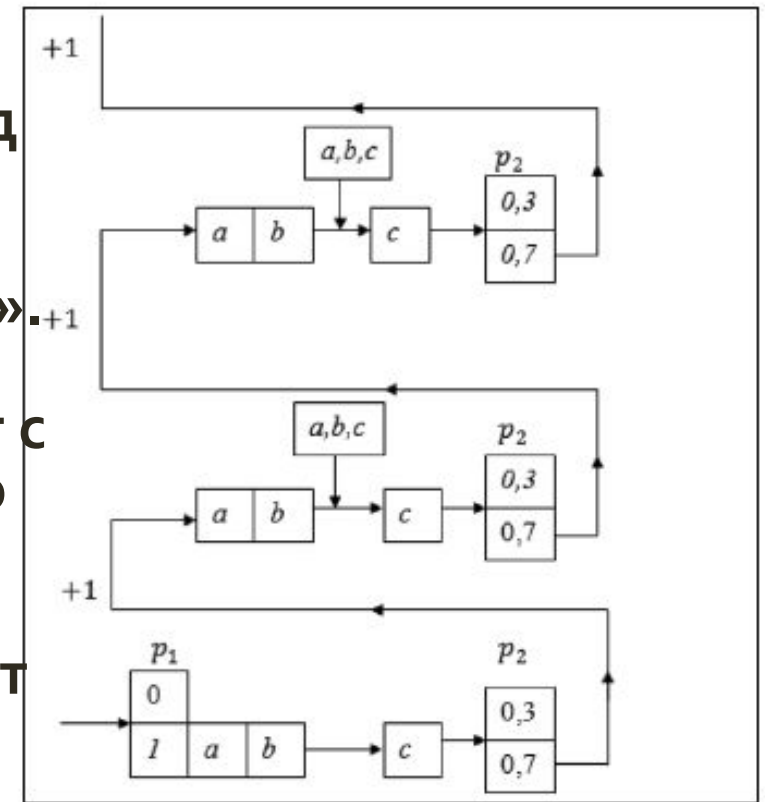 +1
д
a,b,c
p₂
0,3
a b c
0,7
».
+1
т с
a,b,c
p₂
о
0,3
a b c
0,7
+1
p₁ p₂
т
0
0,3
1 a b c
0,7